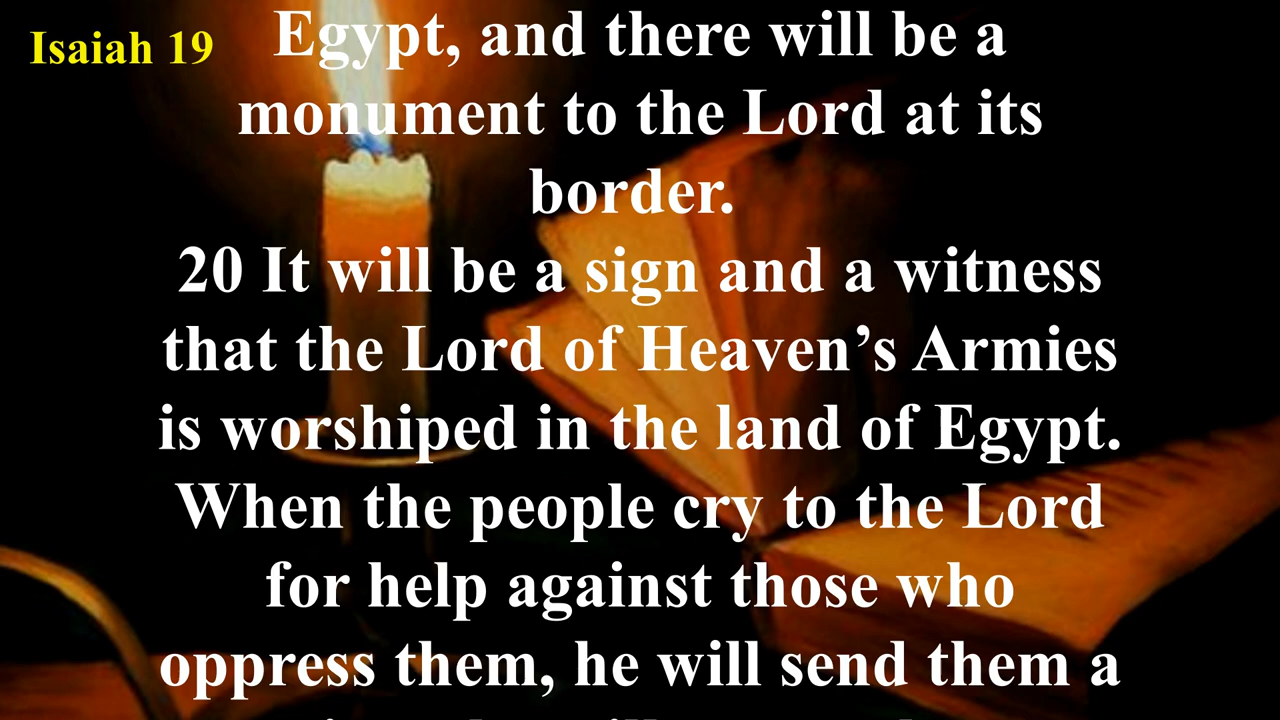 Isaiah 19
Egypt, and there will be a
monument to the Lord at its
border.
20 It will be a sign and a witness
that the Lord of Heaven’s Armies
is worshiped in the land of Egypt.
When the people cry to the Lord
for help against those who
oppress them, he will send them a